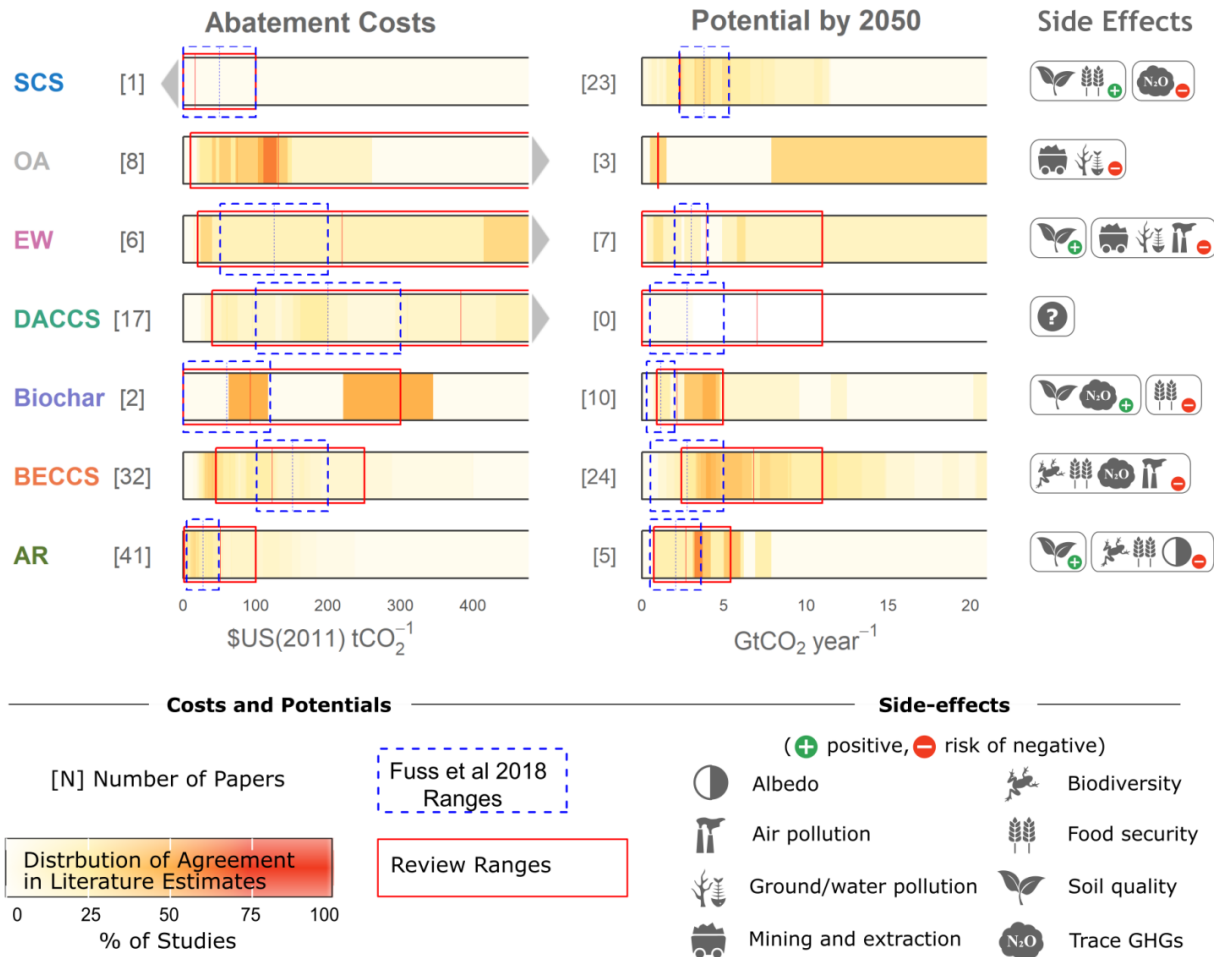 Abatement Costs Potential by 2050 Side Effects
SCS [1] [23] N₂O
OA [8] [3]
EW [6] [7]
DACCS [17] [0] ?
Biochar [2] [10] N₂O
BECCS [32] [24] N₂O
AR [41] [5]
0 100 200 300 400 0 5 10 15 20
$US(2011) tCO₂⁻¹ GtCO₂ year⁻¹
Costs and Potentials Side-effects
(+ positive, − risk of negative)
[N] Number of Papers
Fuss et al 2018
Ranges
Albedo Biodiversity
Air pollution Food security
Distrbution of Agreement
in Literature Estimates
Review Ranges
Ground/water pollution Soil quality
0 25 50 75 100
% of Studies
Mining and extraction N₂O Trace GHGs